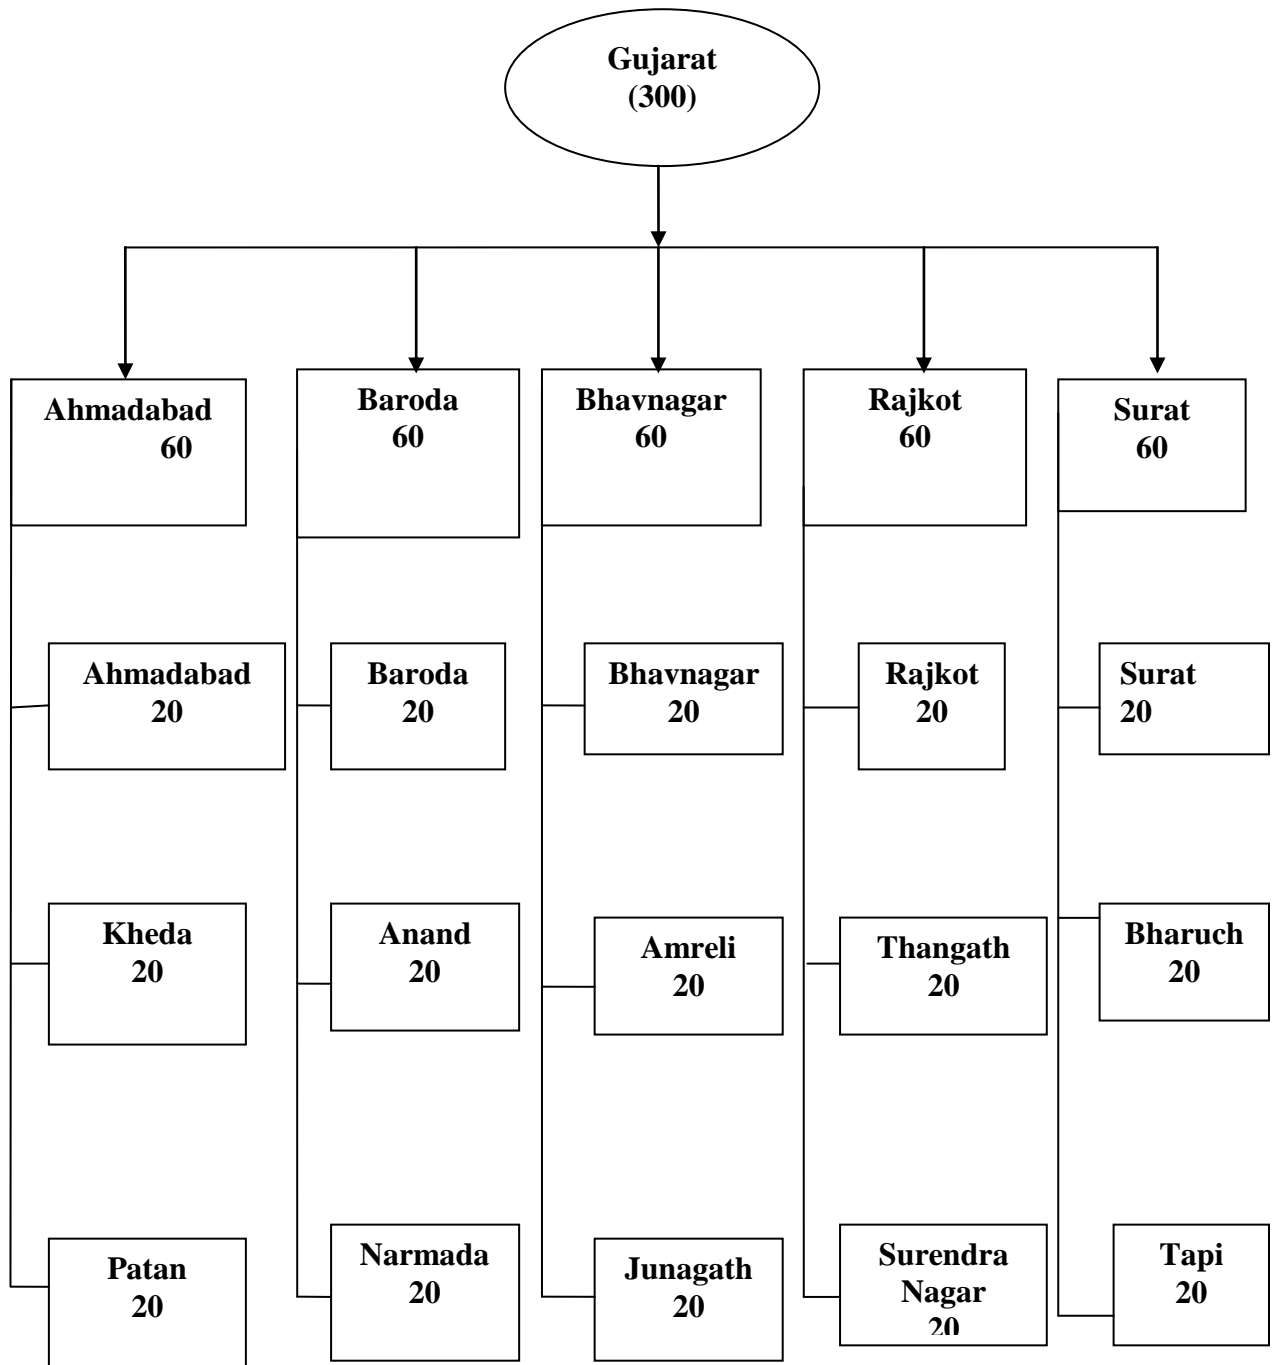 Gujarat
(300)
Ahmadabad
60
Baroda
60
Bhavnagar
60
Rajkot
60
Surat
60
Ahmadabad
20
Baroda
20
Bhavnagar
20
Rajkot
20
Surat
20
Kheda
20
Anand
20
Amreli
20
Thangath
20
Bharuch
20
Patan
20
Narmada
20
Junagath
20
Surendra
Nagar
20
Tapi
20